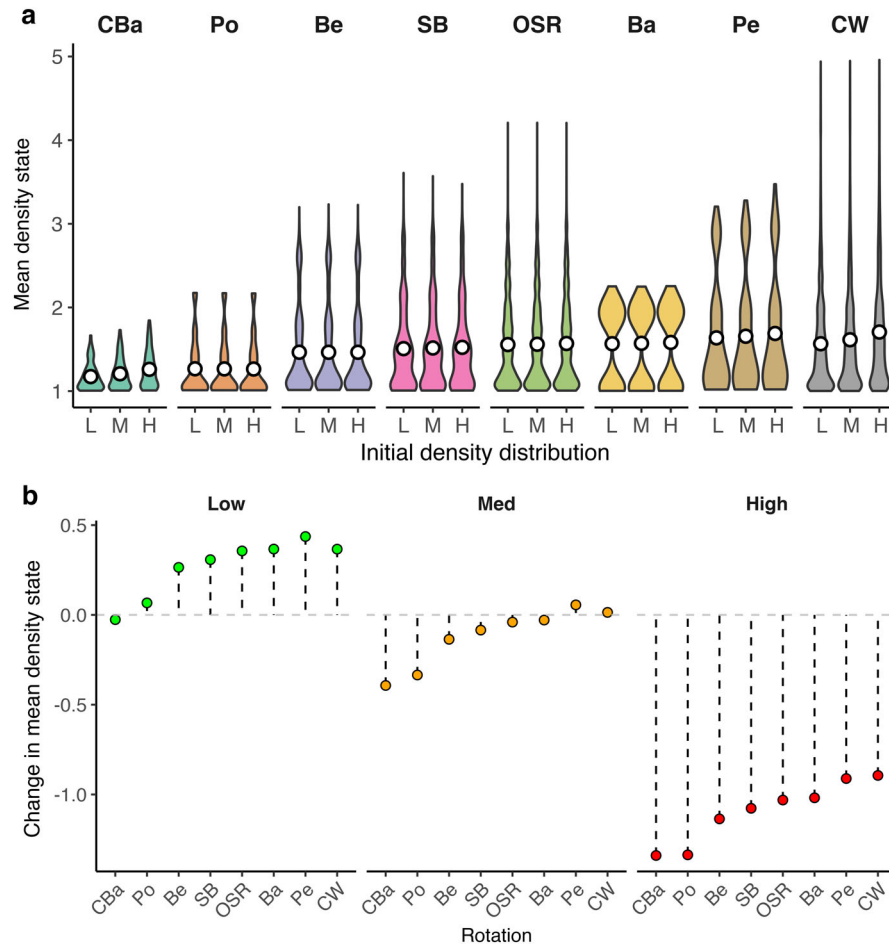 a
CBa Po Be SB OSR Ba Pe CW
Mean density state
5
4
3
2
1
L M H L M H L M H L M H L M H L M H L M H L M H
Initial density distribution
b
Low Med High
Change in mean density state
0.5
0.0
-0.5
-1.0
CBa Po Be SB OSR Ba Pe CW CBa Po Be SB OSR Ba Pe CW CBa Po Be SB OSR Ba Pe CW
Rotation